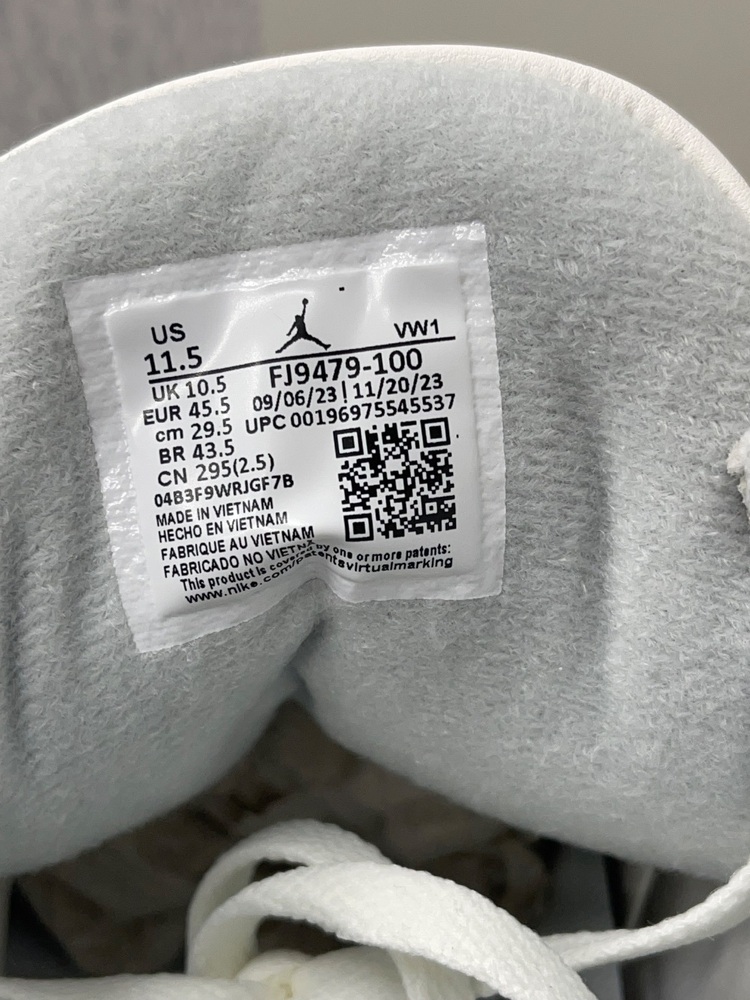 US
VW1
11.5
FJ9479-100
UK 10.5
09/06/23 | 11/20/23
EUR 45.5
UPC 00196975545537
cm 29.5
BR 43.5
CN 295(2.5)
04B3F9WRJGF7B
MADE IN VIETNAM
HECHO EN VIETNAM
FABRIQUE AU VIETNAM
FABRICADO NO VIETNA
This product is covered by one or more patents:
www.nike.com/patentsvirtualmarking